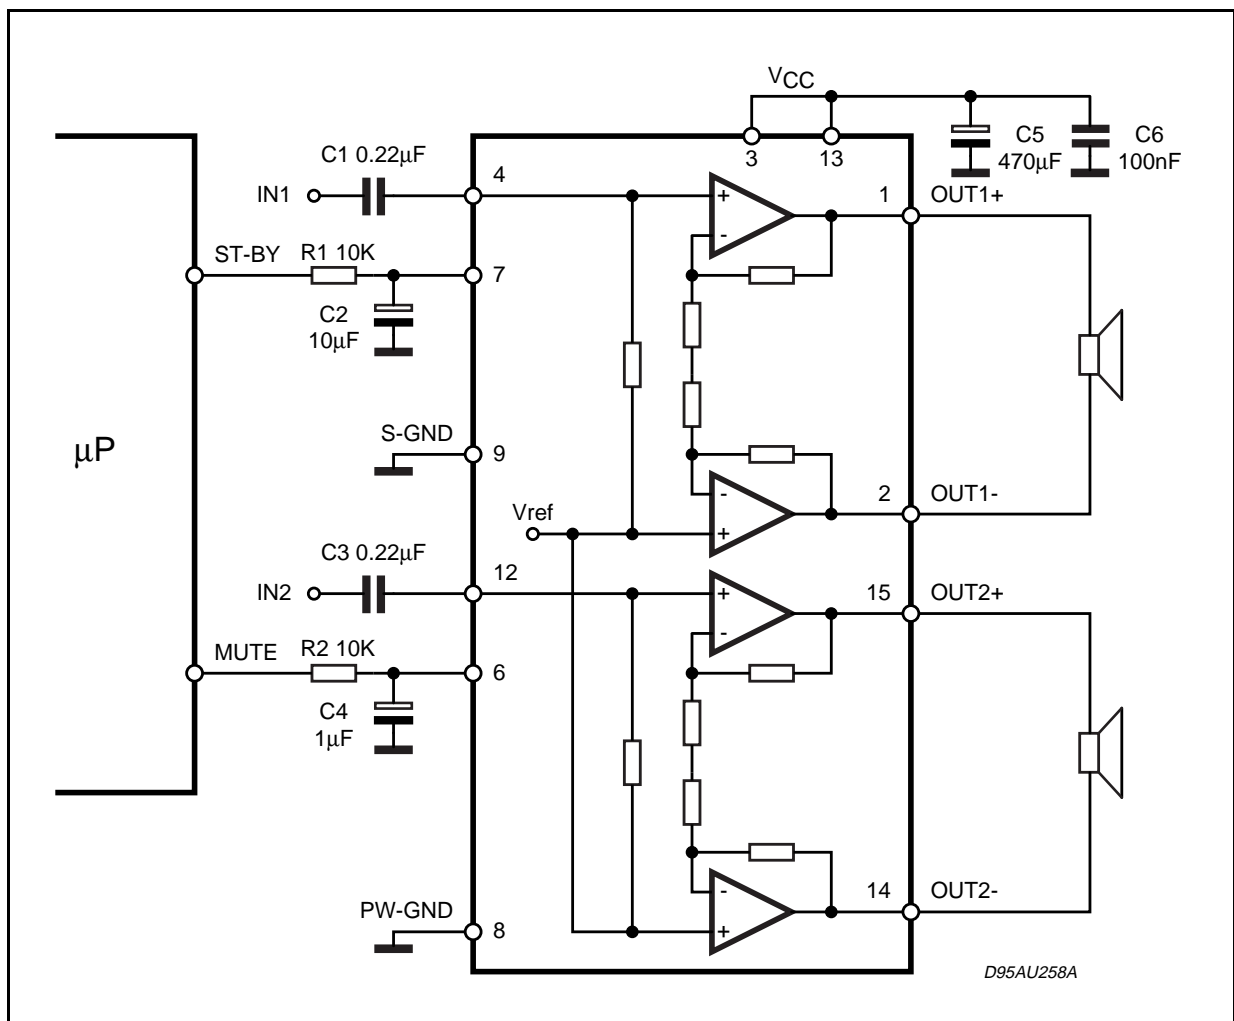 VCC
C1 0.22μF
3
13
C5
470μF
C6
100nF
IN1
4
+
-
1
OUT1+
ST-BY
R1 10K
7
C2
10μF
μP
S-GND
9
Vref
-
+
2
OUT1-
C3 0.22μF
IN2
12
+
-
15
OUT2+
MUTE
R2 10K
6
C4
1μF
PW-GND
8
-
+
14
OUT2-
D95AU258A